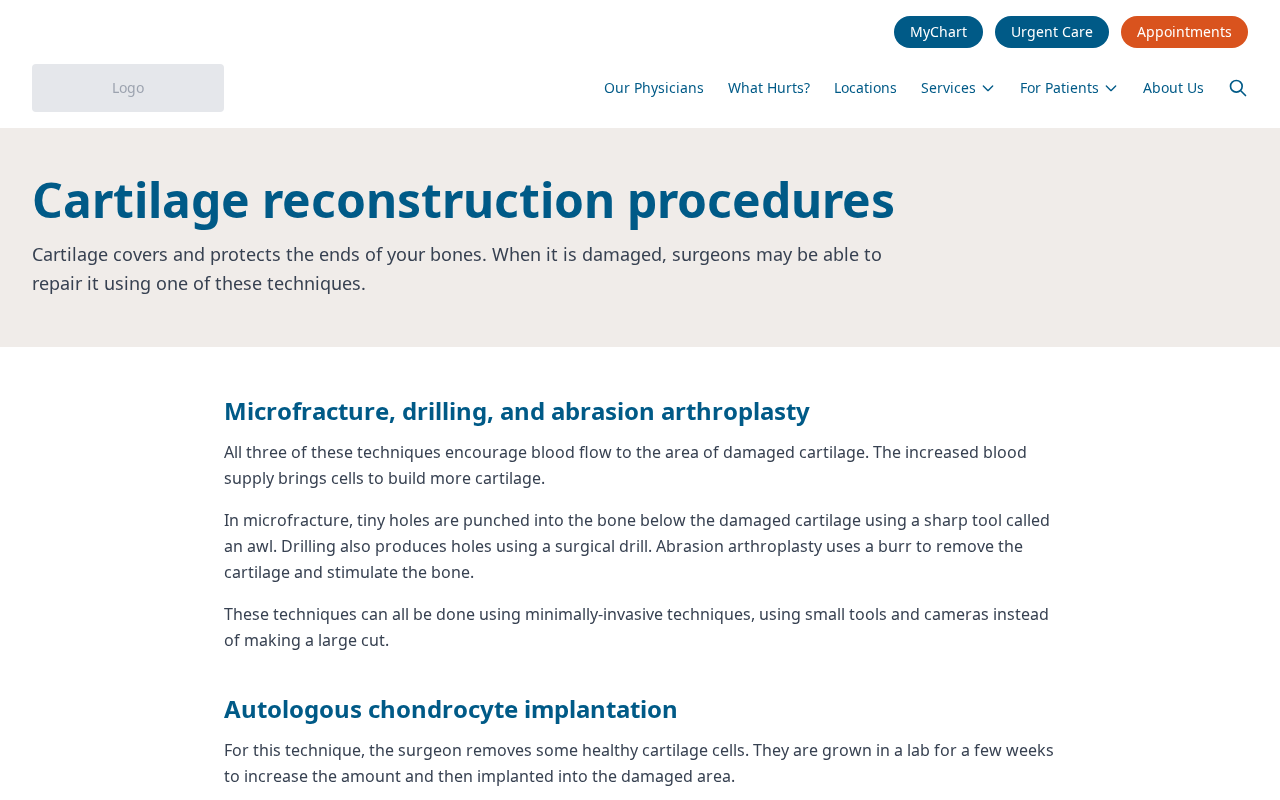 MyChart
Urgent Care
Appointments
Logo
Our Physicians
What Hurts?
Locations
Services
For Patients
About Us
Cartilage reconstruction procedures
Cartilage covers and protects the ends of your bones. When it is damaged, surgeons may be able to
repair it using one of these techniques.
Microfracture, drilling, and abrasion arthroplasty
All three of these techniques encourage blood flow to the area of damaged cartilage. The increased blood
supply brings cells to build more cartilage.
In microfracture, tiny holes are punched into the bone below the damaged cartilage using a sharp tool called
an awl. Drilling also produces holes using a surgical drill. Abrasion arthroplasty uses a burr to remove the
cartilage and stimulate the bone.
These techniques can all be done using minimally-invasive techniques, using small tools and cameras instead
of making a large cut.
Autologous chondrocyte implantation
For this technique, the surgeon removes some healthy cartilage cells. They are grown in a lab for a few weeks
to increase the amount and then implanted into the damaged area.